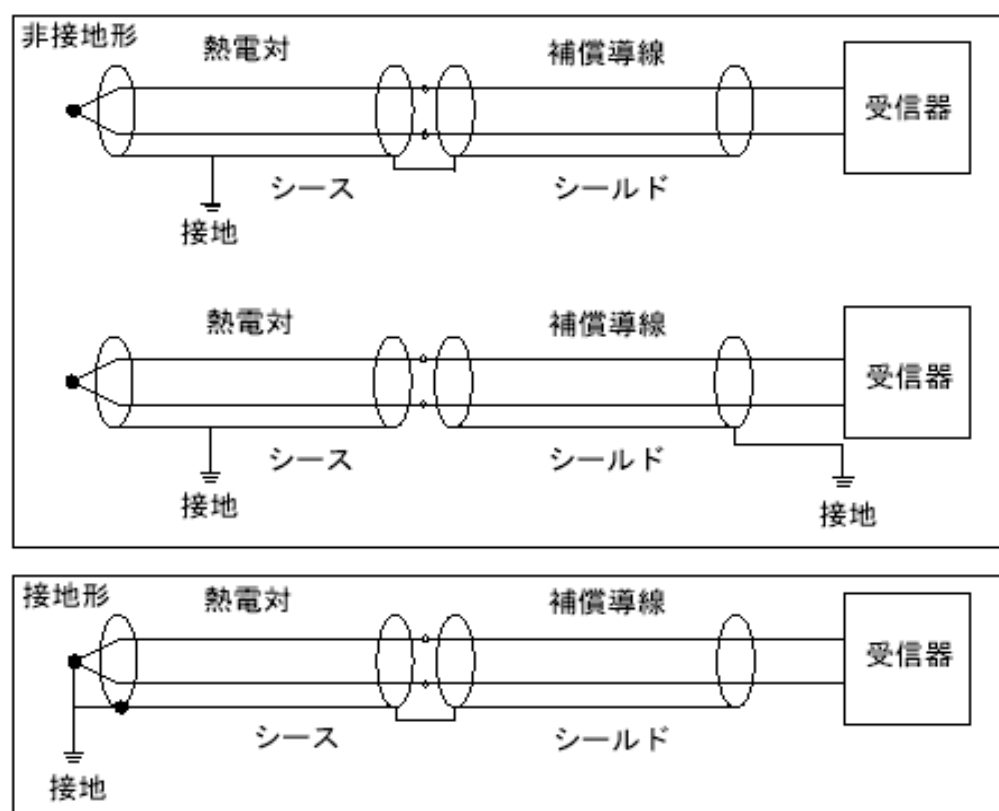 非接地形
熱電対
補償導線
受信器
シース
シールド
接地
熱電対
補償導線
受信器
シース
シールド
接地
接地
接地形
熱電対
補償導線
受信器
シース
シールド
接地